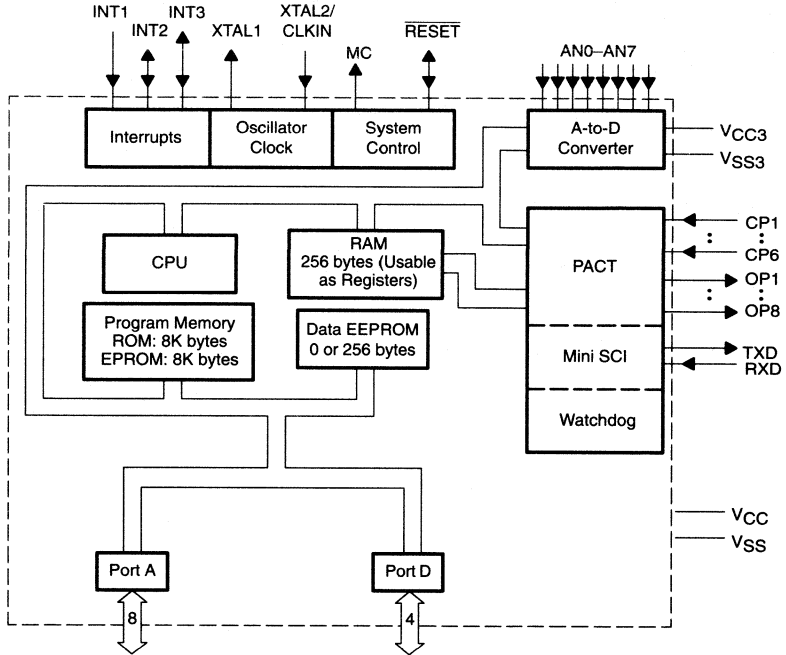 INT1
INT2
INT3
XTAL1
XTAL2/
CLKIN
MC
RESET
AN0–AN7
Interrupts
Oscillator
Clock
System
Control
A-to-D
Converter
VCC3
VSS3
CPU
RAM
256 bytes (Usable
as Registers)
PACT
CP1
CP6
OP1
OP8
Program Memory
ROM: 8K bytes
EPROM: 8K bytes
Data EEPROM
0 or 256 bytes
Mini SCI
TXD
RXD
Watchdog
VCC
VSS
Port A
Port D
8
4